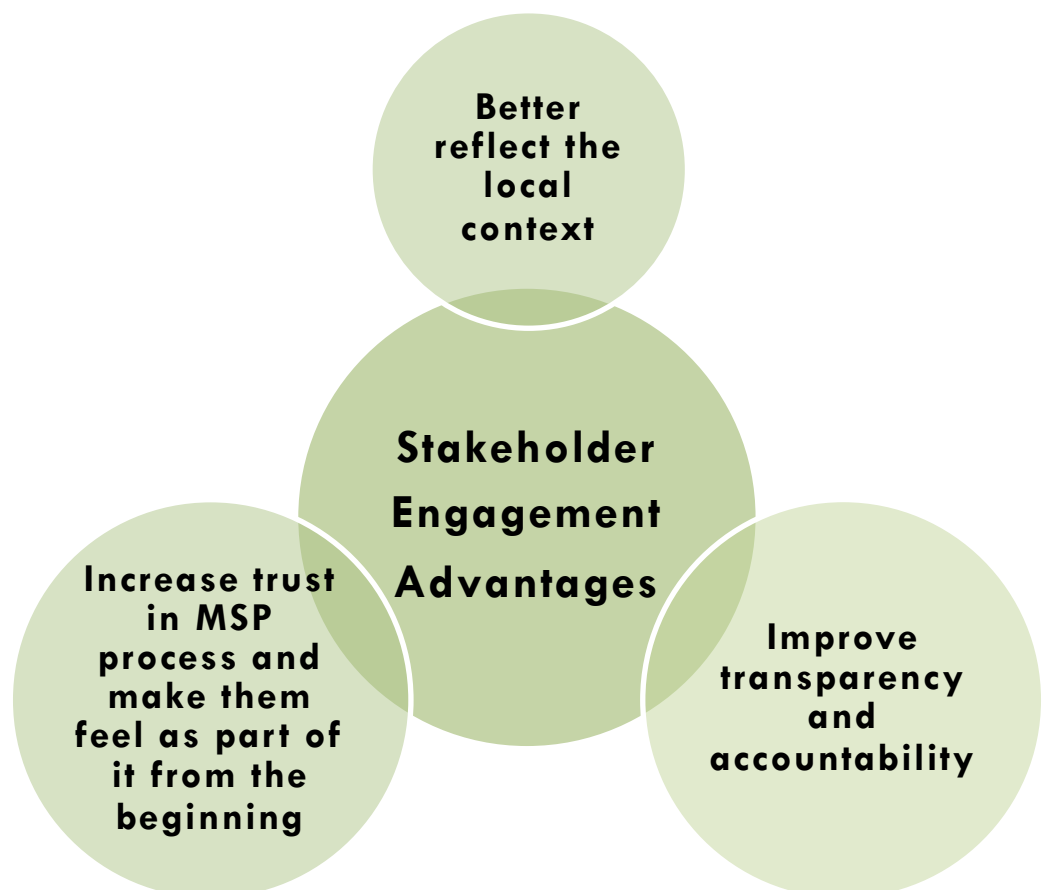 Better
reflect the
local
context
Stakeholder
Engagement
Advantages
Increase trust
in MSP
process and
make them
feel as part of
it from the
beginning
Improve
transparency
and
accountability